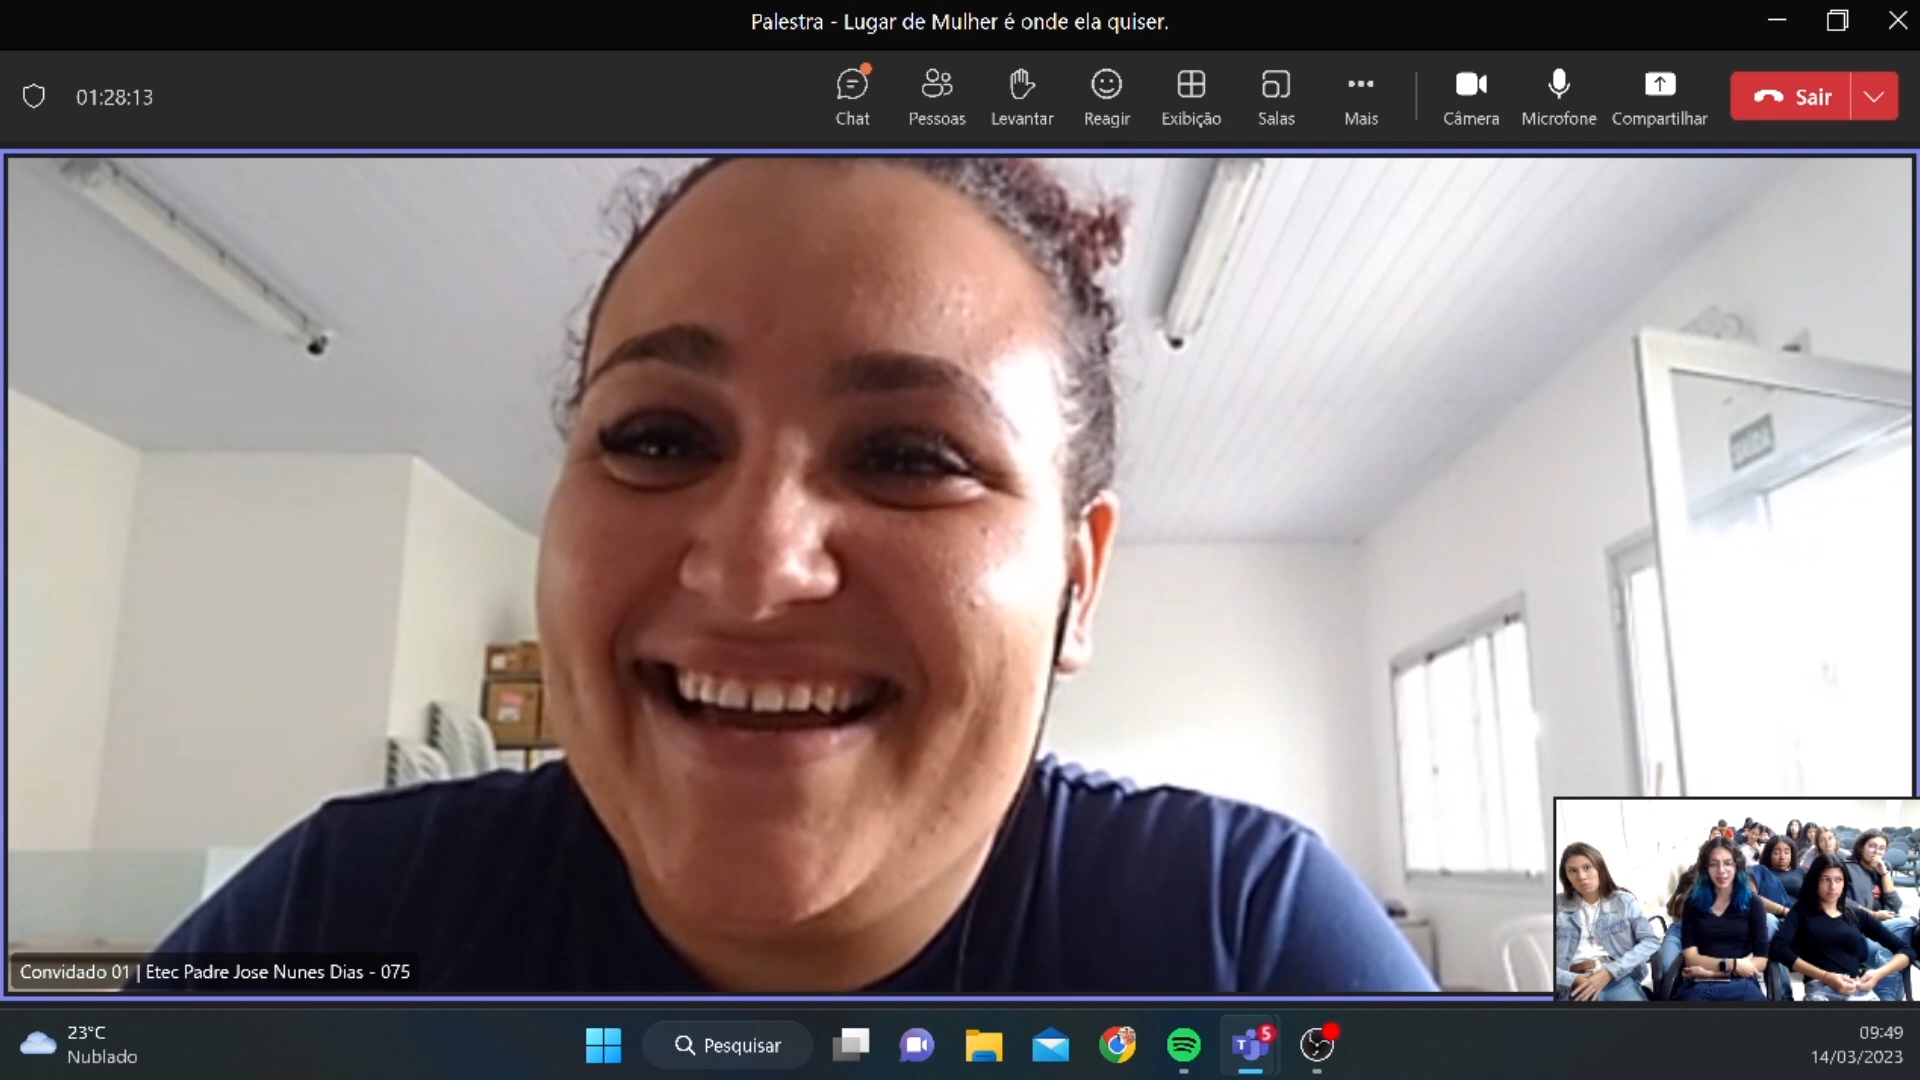 Palestra - Lugar de Mulher é onde ela quiser.
01:28:13
Chat
Pessoas
Levantar
Reagir
Exibição
Salas
Mais
Câmera
Microfone
Compartilhar
Sair
Convidado 01 | Etec Padre Jose Nunes Dias - 075
23°C
Nublado
Pesquisar
5
09:49
14/03/2023